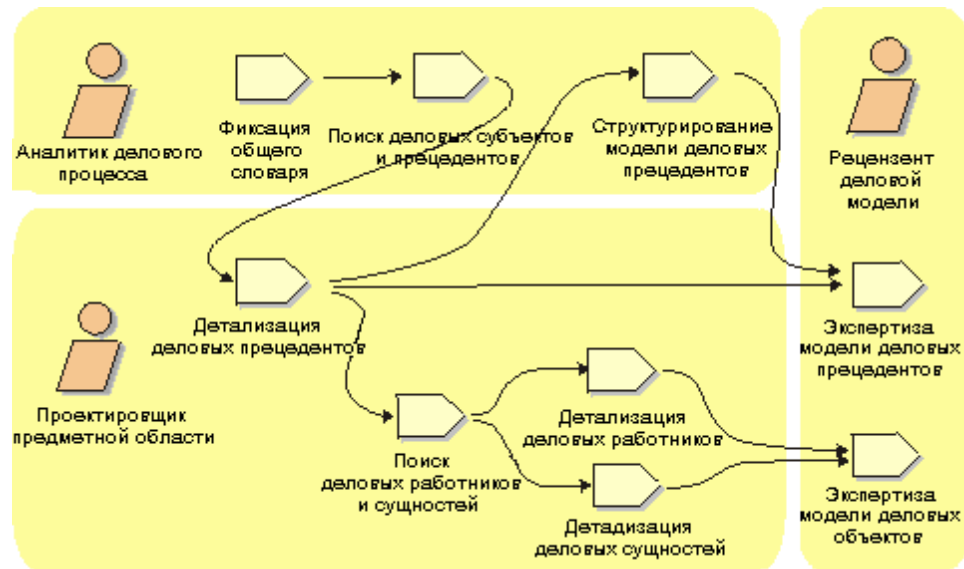 Аналитик делового
процесса
Фиксация
общего
словаря
Поиск деловых субъектов
и прецедентов
Структурирование
модели деловых
прецедентов
Рецензент
деловой
модели
Проектировщик
предметной области
Детализация
деловых прецедентов
Поиск
деловых работников
и сущностей
Детализация
деловых работников
Детадизация
деловых сущностей
Экспертиза
модели деловых
прецедентов
Экспертиза
модели деловых
объектов